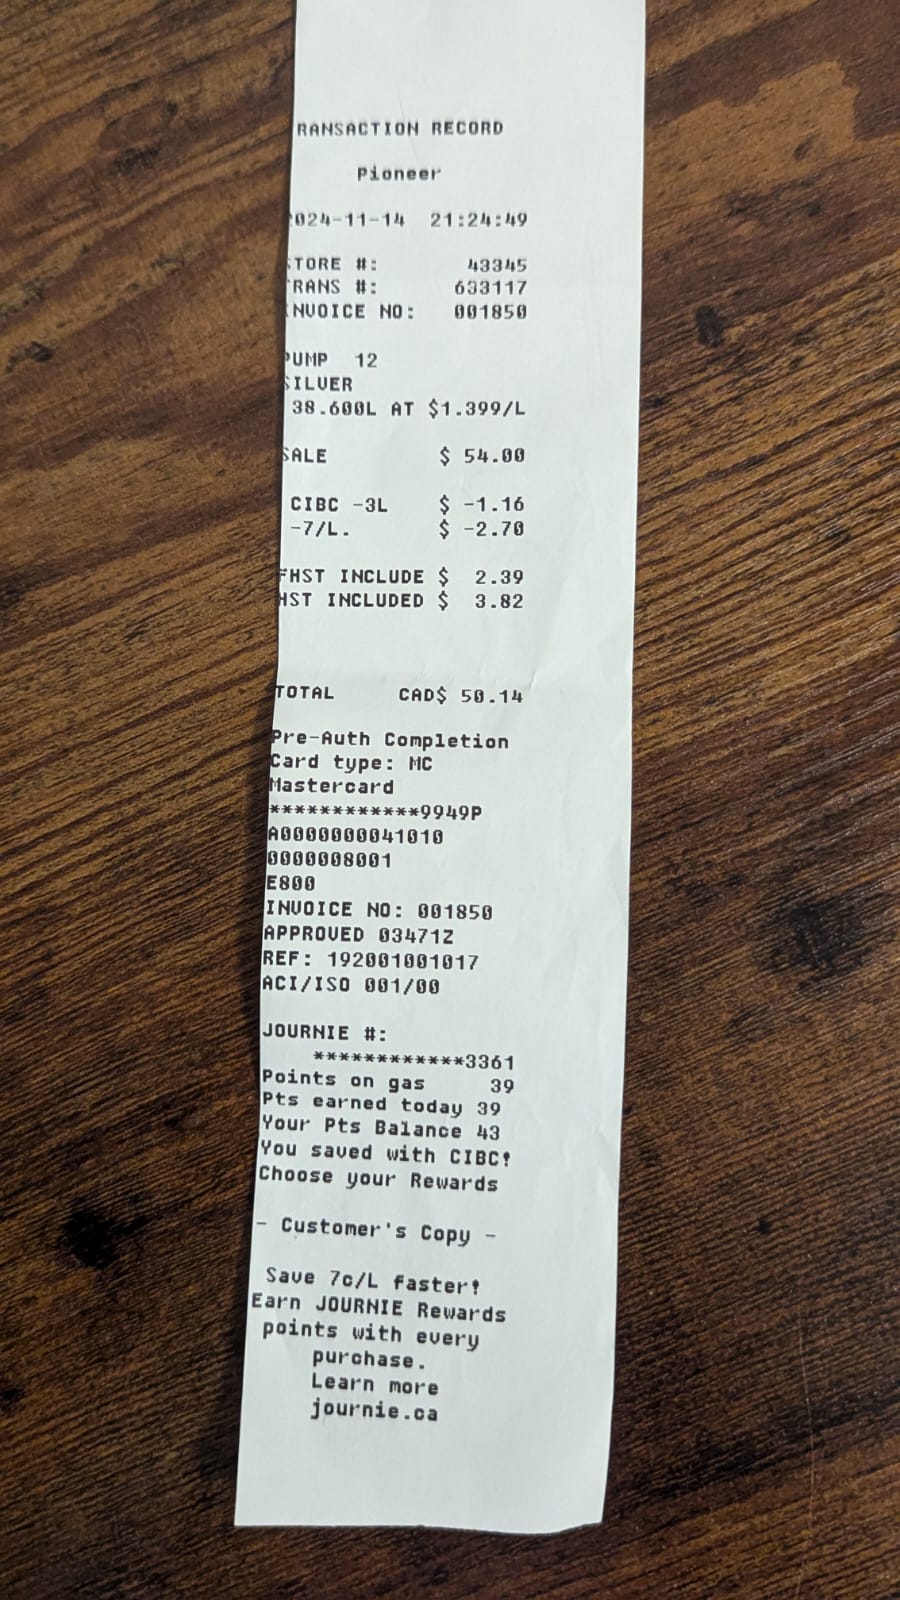 RANSACTION RECORD
Pioneer
024-11-14 21:24:49
TORE #: 43345
RANS #: 633117
NVOICE NO: 001850
PUMP 12
SILVER
38.600L AT $1.399/L
SALE $ 54.00
CIBC -3L $ -1.16
-7/L. $ -2.70
FHST INCLUDE $ 2.39
HST INCLUDED $ 3.82
TOTAL CAD$ 50.14
Pre-Auth Completion
Card type: MC
Mastercard
************9949P
A0000000041010
0000008001
E800
INVOICE NO: 001850
APPROVED 03471Z
REF: 192001001017
ACI/ISO 001/00
JOURNIE #:
************3361
Points on gas 39
Pts earned today 39
Your Pts Balance 43
You saved with CIBC!
Choose your Rewards
- Customer's Copy -
Save 7c/L faster!
Earn JOURNIE Rewards
points with every
purchase.
Learn more
journie.ca